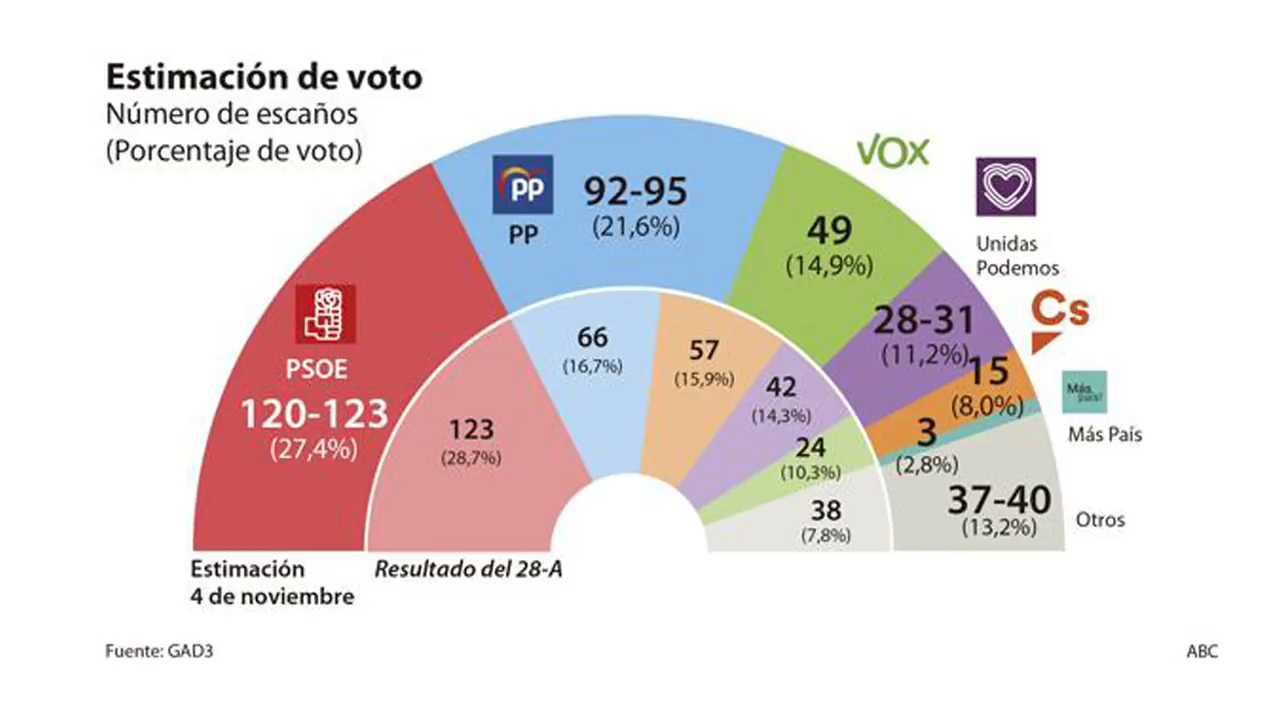 Estimación de voto
Número de escaños
(Porcentaje de voto)
PP
PP
92-95
(21,6%)
VOX
49
(14,9%)
Unidas
Podemos
28-31
(11,2%)
Cs
15
(8,0%)
Más
país!
Más País
3
(2,8%)
37-40
(13,2%)
Otros
PSOE
120-123
(27,4%)
123
(28,7%)
66
(16,7%)
57
(15,9%)
42
(14,3%)
24
(10,3%)
38
(7,8%)
Estimación
4 de noviembre
Resultado del 28-A
Fuente: GAD3
ABC